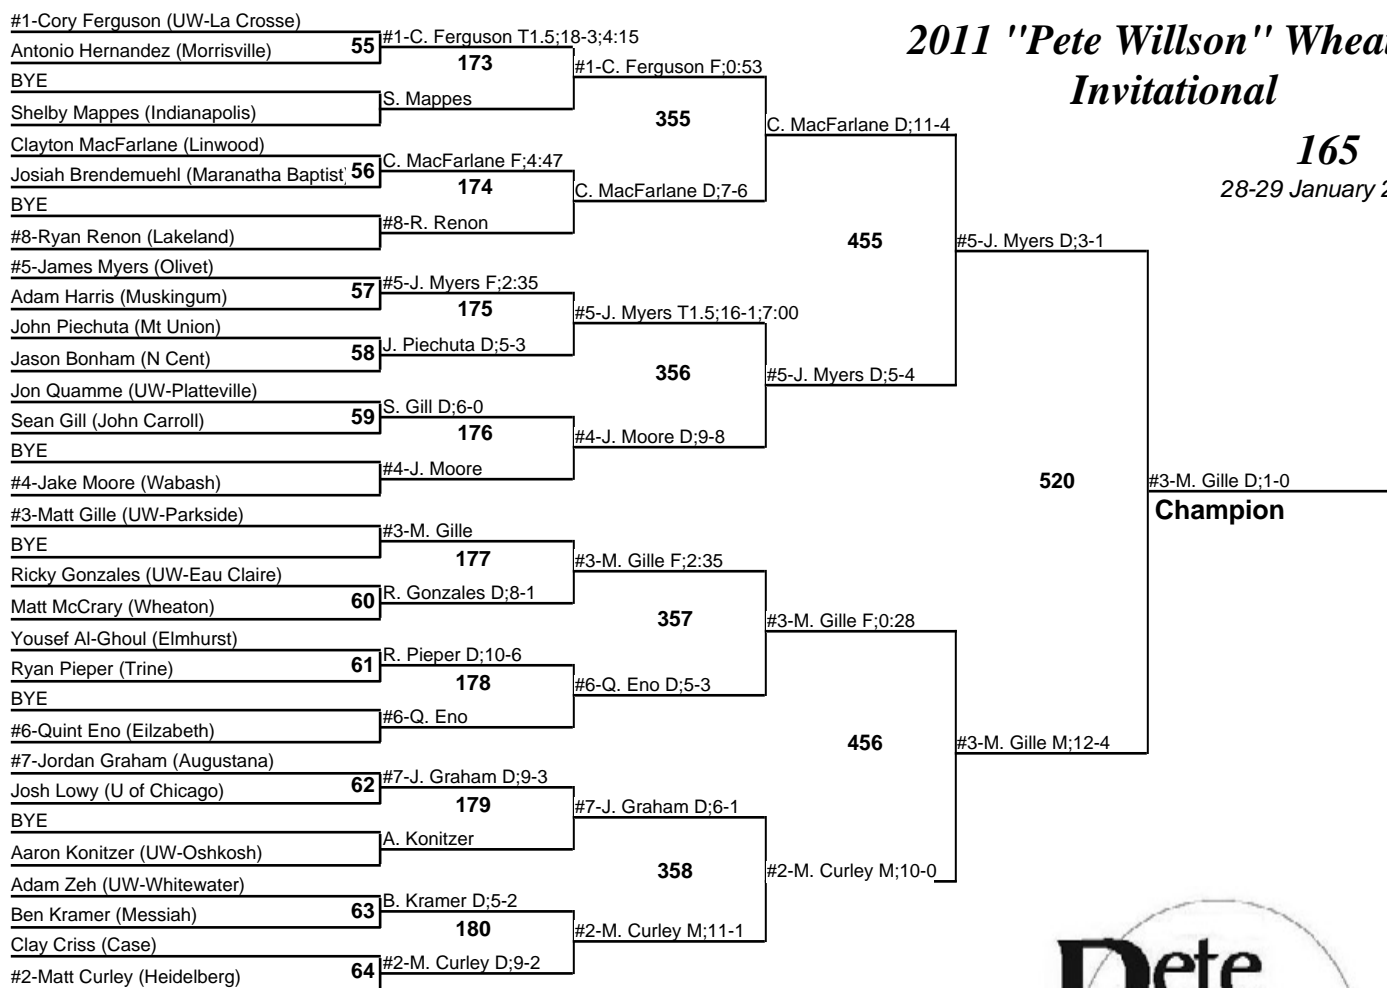 #1-Cory Ferguson (UW-La Crosse)
Antonio Hernandez (Morrisville)
BYE
Shelby Mappes (Indianapolis)
Clayton MacFarlane (Linwood)
Josiah Brendemuehl (Maranatha Baptist
BYE
#8-Ryan Renon (Lakeland)
#5-James Myers (Olivet)
Adam Harris (Muskingum)
John Piechuta (Mt Union)
Jason Bonham (N Cent)
Jon Quamme (UW-Platteville)
Sean Gill (John Carroll)
BYE
#4-Jake Moore (Wabash)
#3-Matt Gille (UW-Parkside)
BYE
Ricky Gonzales (UW-Eau Claire)
Matt McCrary (Wheaton)
Yousef Al-Ghoul (Elmhurst)
Ryan Pieper (Trine)
BYE
#6-Quint Eno (Eilzabeth)
#7-Jordan Graham (Augustana)
Josh Lowy (U of Chicago)
BYE
Aaron Konitzer (UW-Oshkosh)
Adam Zeh (UW-Whitewater)
Ben Kramer (Messiah)
Clay Criss (Case)
#2-Matt Curley (Heidelberg)
55
56
57
58
59
60
61
62
63
64
#1-C. Ferguson T1.5;18-3;4:15
173
S. Mappes
C. MacFarlane F;4:47
174
#8-R. Renon
#5-J. Myers F;2:35
175
J. Piechuta D;5-3
S. Gill D;6-0
176
#4-J. Moore
#3-M. Gille
177
R. Gonzales D;8-1
R. Pieper D;10-6
178
#6-Q. Eno
#7-J. Graham D;9-3
179
A. Konitzer
B. Kramer D;5-2
180
#2-M. Curley D;9-2
#1-C. Ferguson F;0:53
355
C. MacFarlane D;7-6
#5-J. Myers T1.5;16-1;7:00
356
#4-J. Moore D;9-8
#3-M. Gille F;2:35
357
#6-Q. Eno D;5-3
#7-J. Graham D;6-1
358
#2-M. Curley M;11-1
C. MacFarlane D;11-4
455
#5-J. Myers D;5-4
#3-M. Gille F;0:28
456
#2-M. Curley M;10-0
#5-J. Myers D;3-1
520
#3-M. Gille M;12-4
#3-M. Gille D;1-0
Champion
2011 "Pete Willson" Whea
Invitational
165
28-29 January 2
Pete